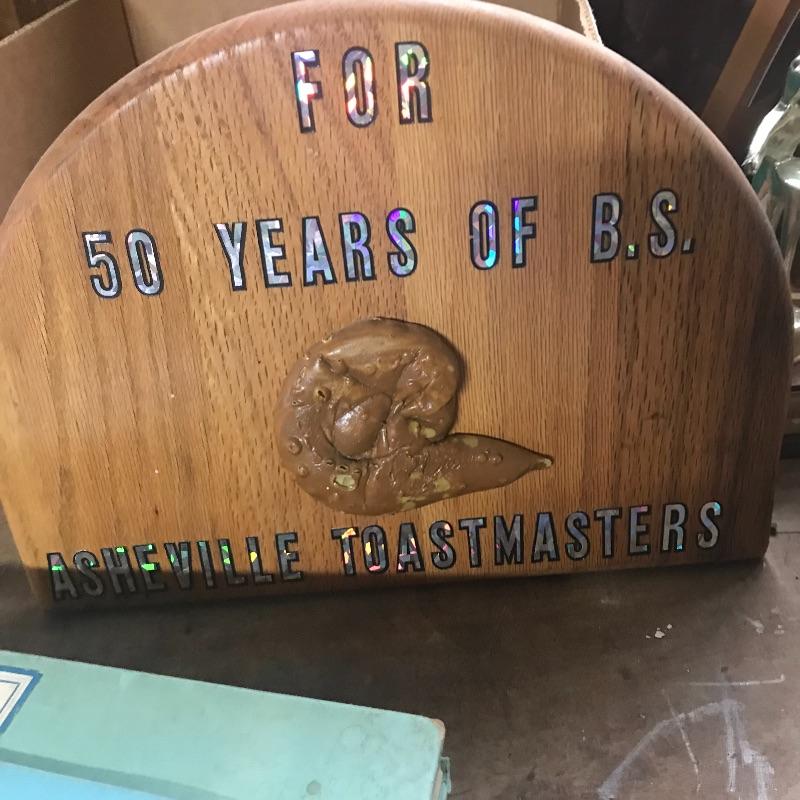 FOR
50 YEARS OF B.S.
ASHEVILLE TOASTMASTERS